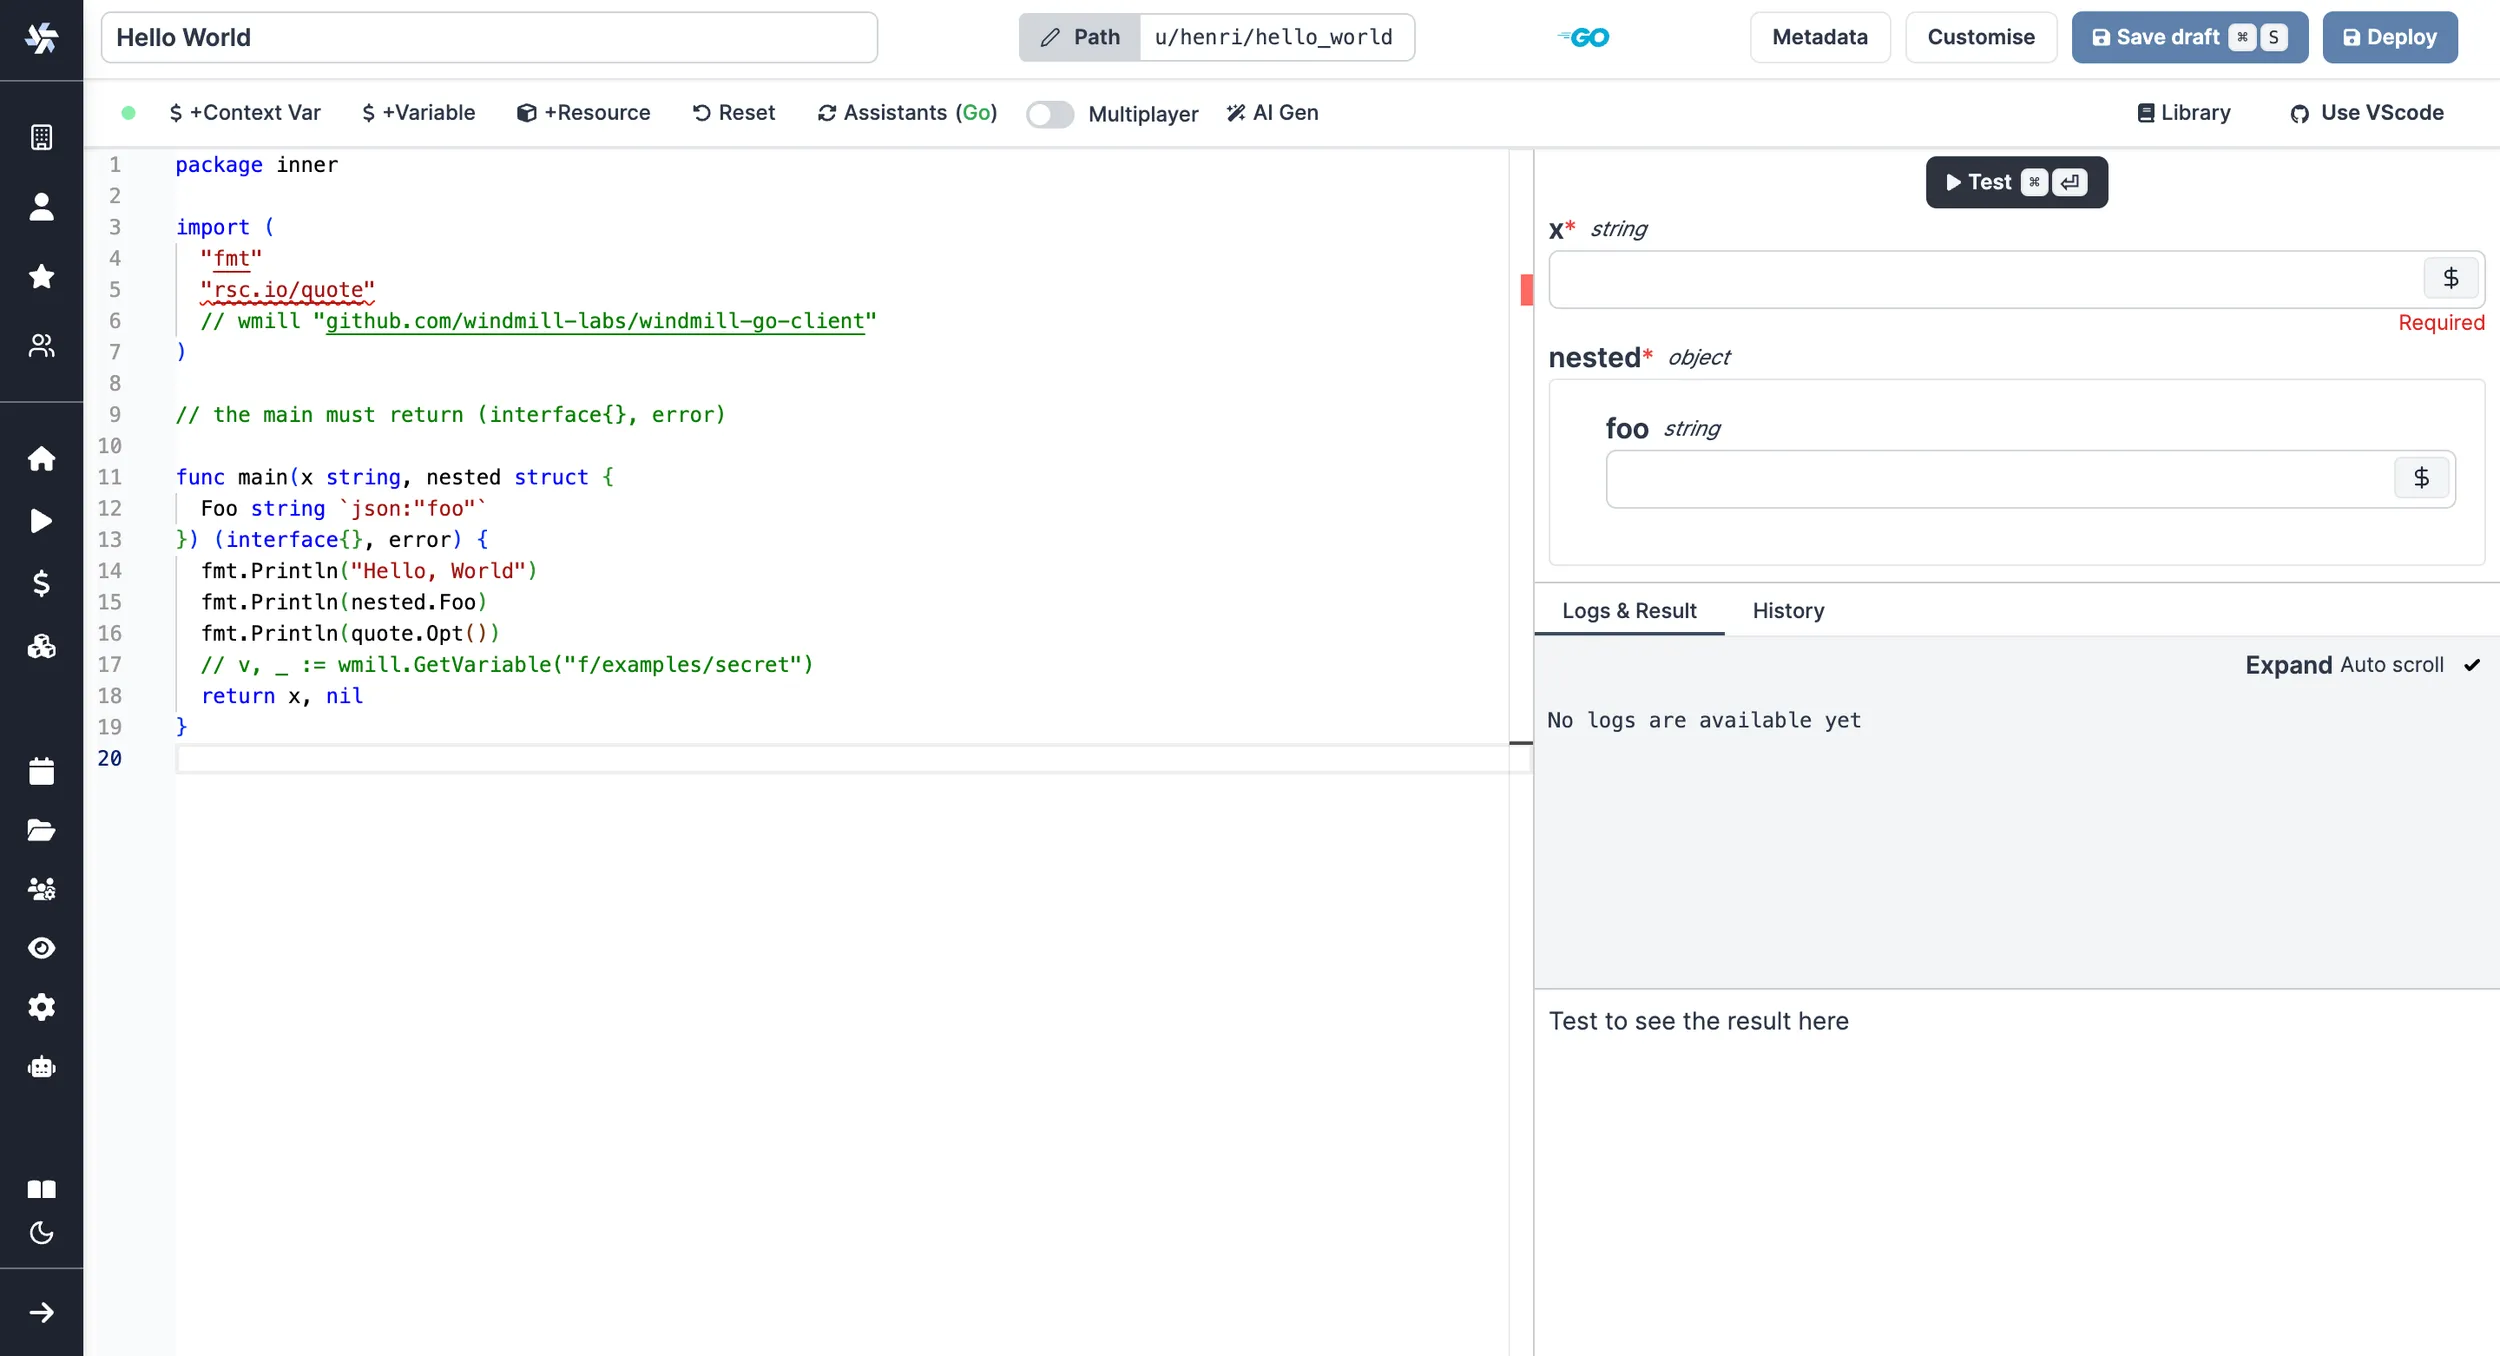 Hello World
Path u/henri/hello_world
GO
Metadata
Customise
Save draft ⌘ S
Deploy
$ +Context Var
$ +Variable
+Resource
Reset
Assistants (Go)
Multiplayer
AI Gen
Library
Use VScode
1 package inner
2
3 import (
4 "fmt"
5 "rsc.io/quote"
6 // wmill "github.com/windmill-labs/windmill-go-client"
7 )
8
9 // the main must return (interface{}, error)
10
11 func main(x string, nested struct {
12 Foo string `json:"foo"`
13 }) (interface{}, error) {
14 fmt.Println("Hello, World")
15 fmt.Println(nested.Foo)
16 fmt.Println(quote.Opt())
17 // v, _ := wmill.GetVariable("f/examples/secret")
18 return x, nil
19 }
20
Test ⌘ ⏎
x* string
$
Required
nested* object
foo string
$
Logs & Result
History
Expand Auto scroll
No logs are available yet
Test to see the result here